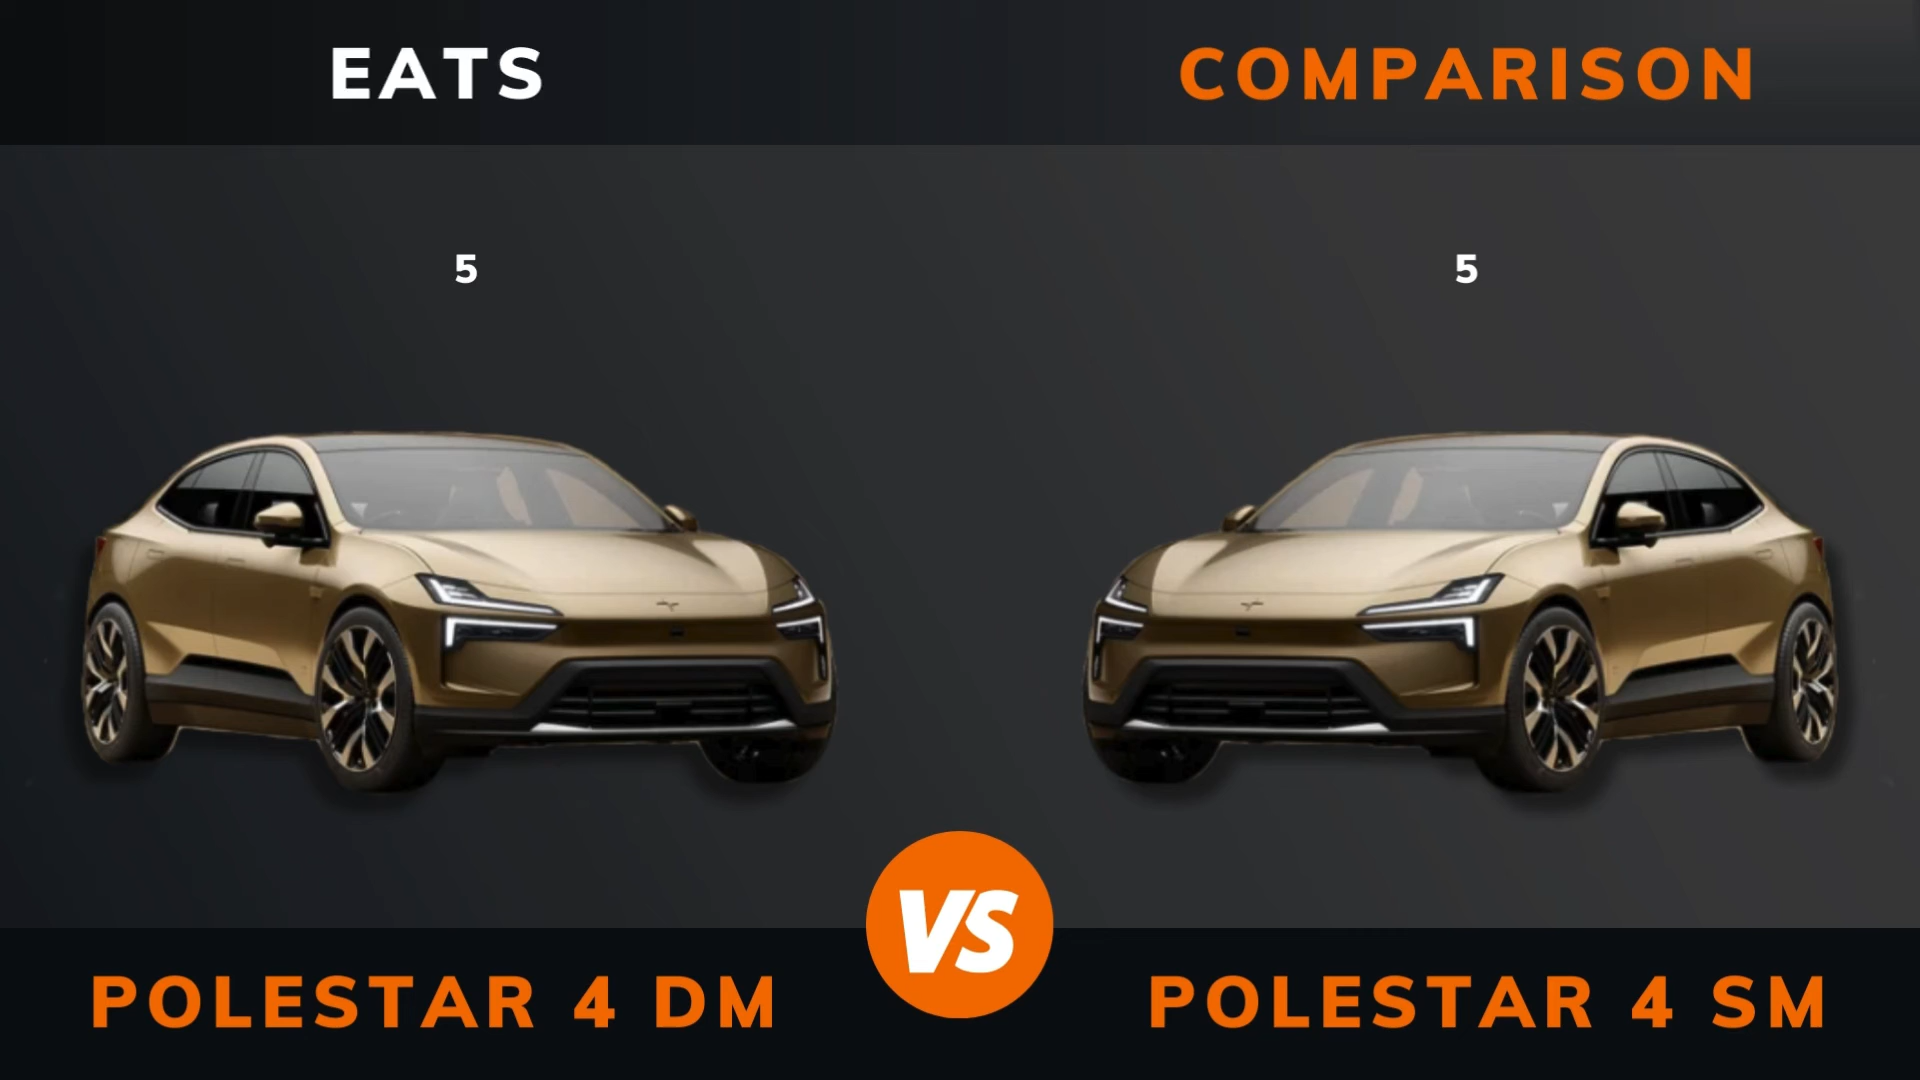 EATS COMPARISON
5 5
VS
POLESTAR 4 DM POLESTAR 4 SM